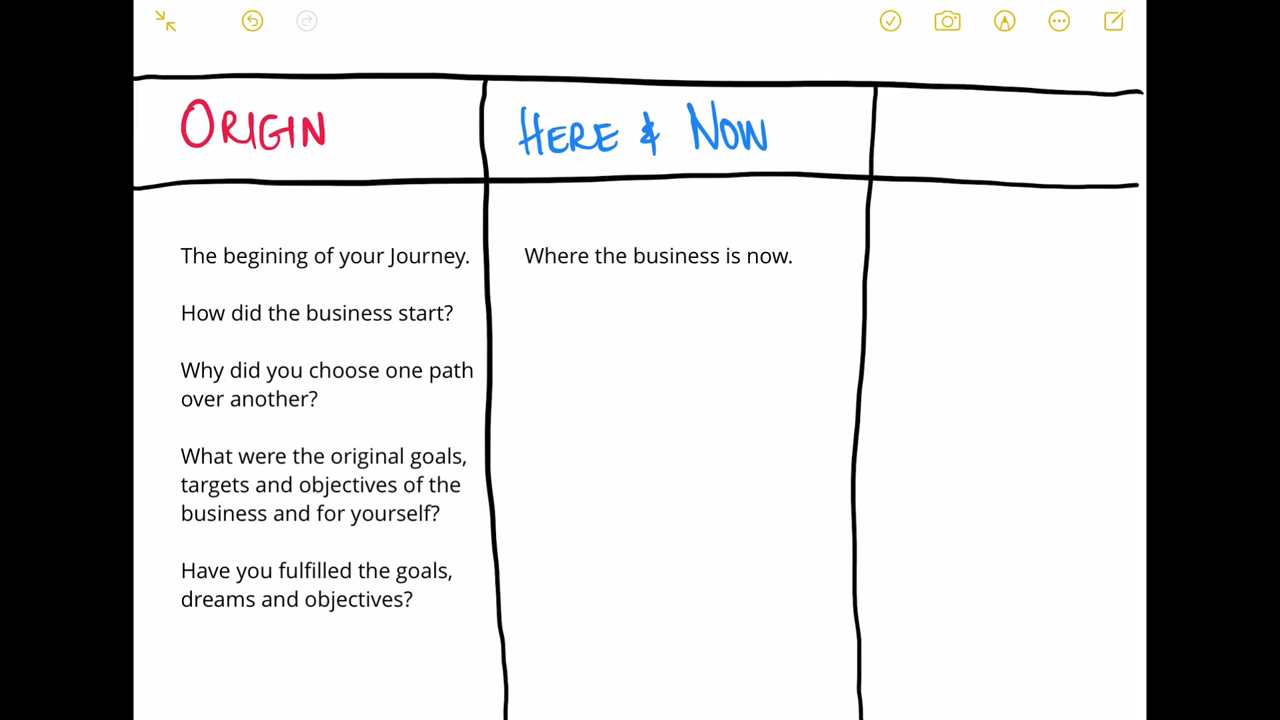 ORIGIN
HERE & NOW
The begining of your Journey.
How did the business start?
Why did you choose one path
over another?
What were the original goals,
targets and objectives of the
business and for yourself?
Have you fulfilled the goals,
dreams and objectives?
Where the business is now.